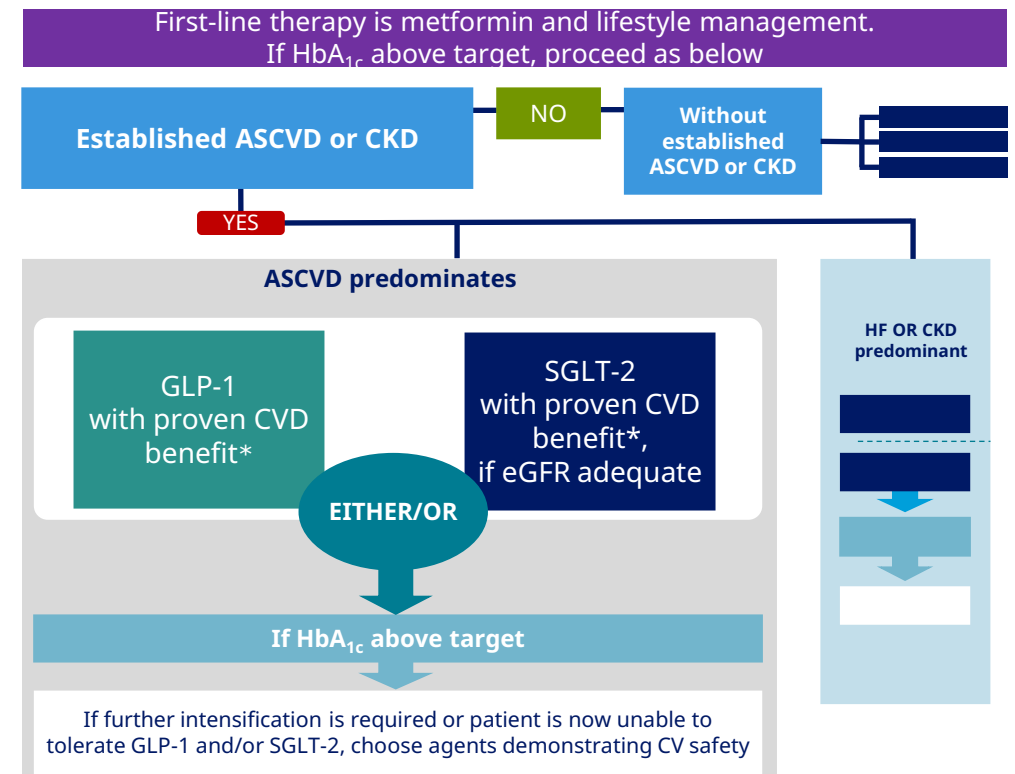 First-line therapy is metformin and lifestyle management.
If HbA1c above target, proceed as below
Established ASCVD or CKD
NO
Without
established
ASCVD or CKD
YES
ASCVD predominates
GLP-1
with proven CVD
benefit*
SGLT-2
with proven CVD
benefit*,
if eGFR adequate
EITHER/OR
If HbA1c above target
If further intensification is required or patient is now unable to
tolerate GLP-1 and/or SGLT-2, choose agents demonstrating CV safety
HF OR CKD
predominant